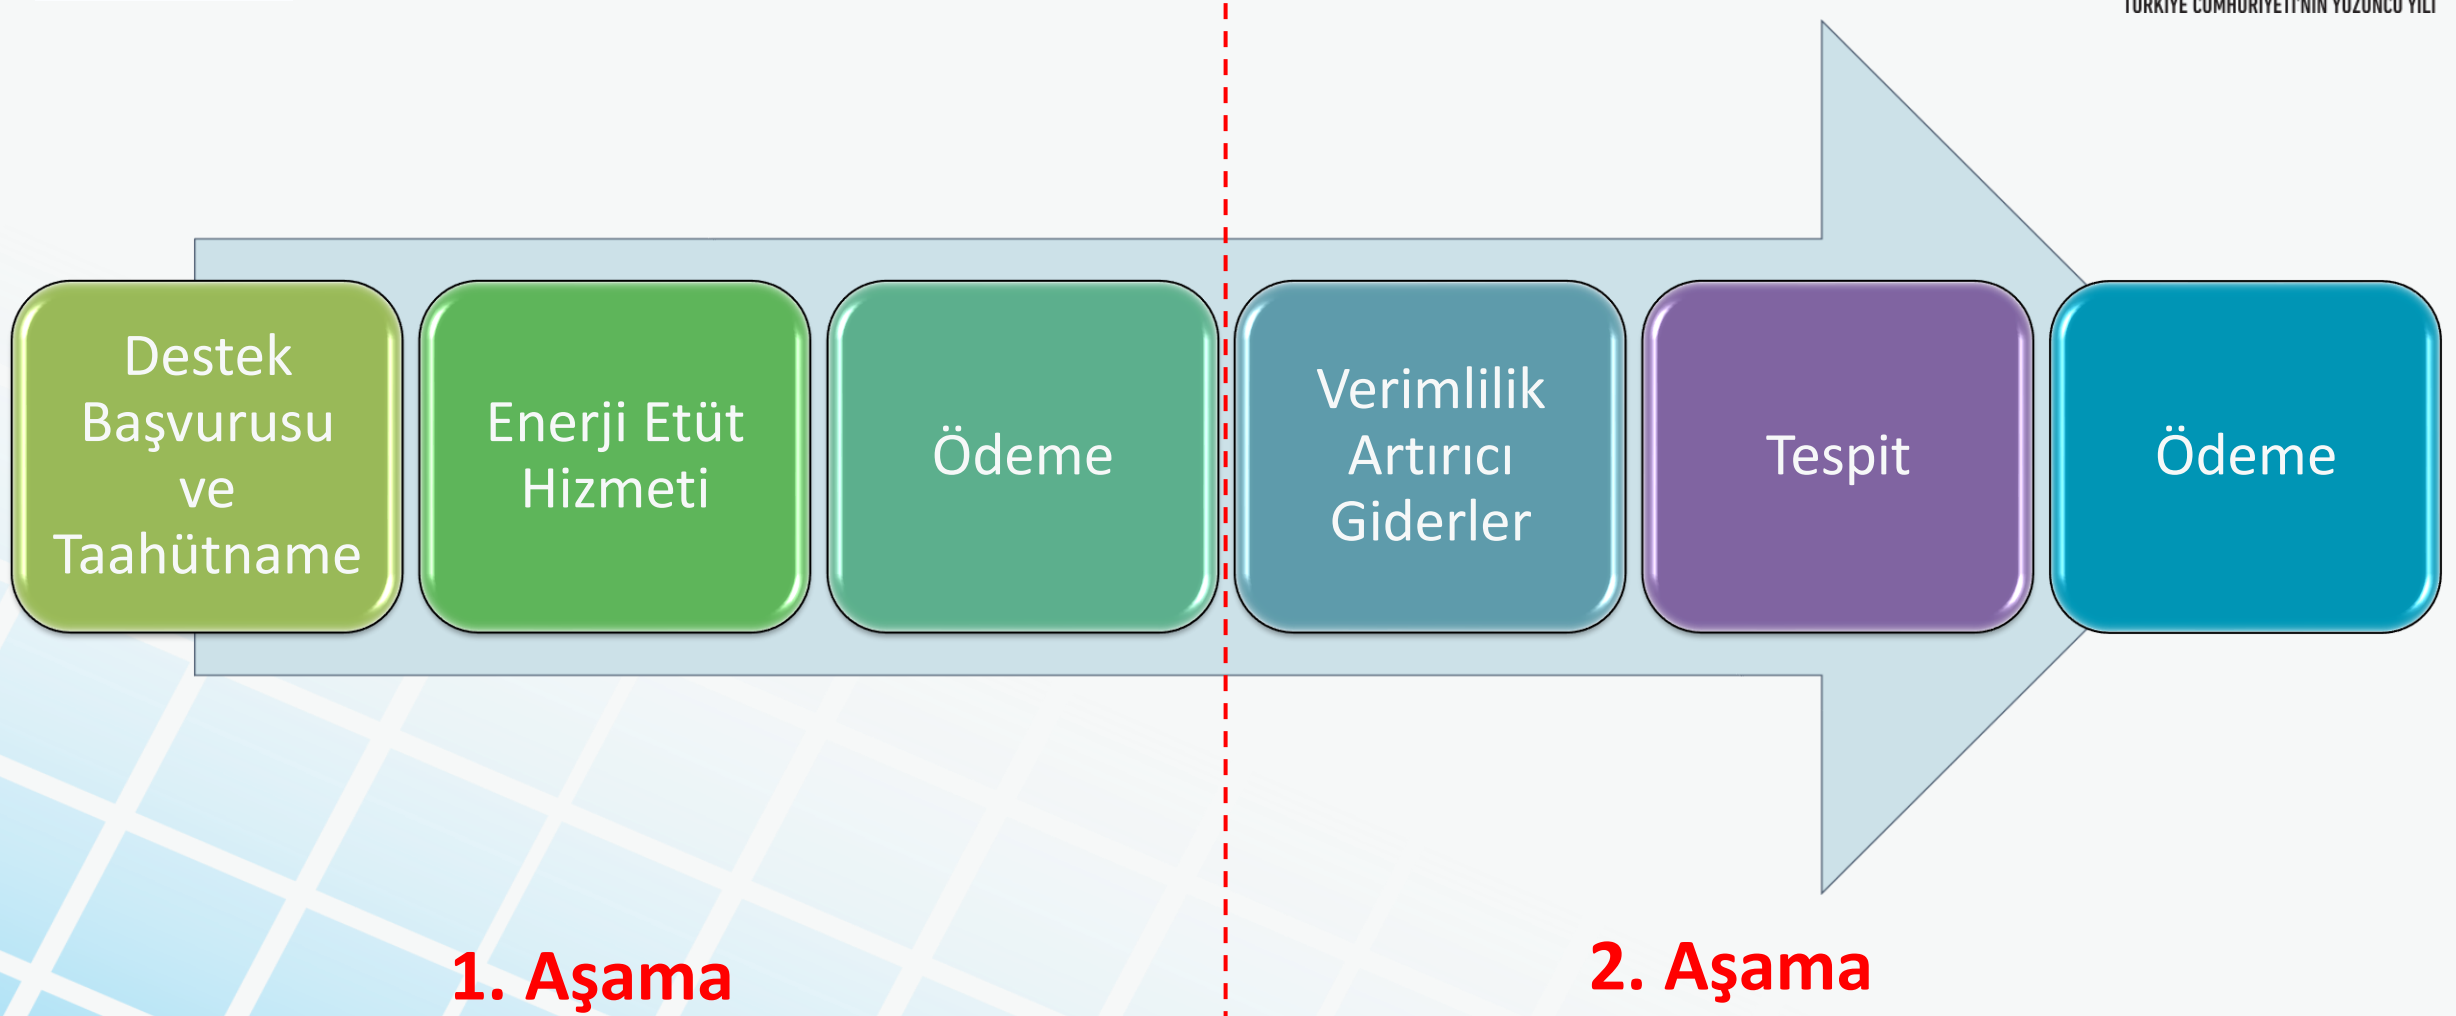 TÜRKİYE CUMHURİYETİ'NİN YÜZÜNCÜ YILI
Destek
Başvurusu
ve
Taahütname
Enerji Etüt
Hizmeti
Ödeme
Verimlilik
Artırıcı
Giderler
Tespit
Ödeme
1. Aşama
2. Aşama